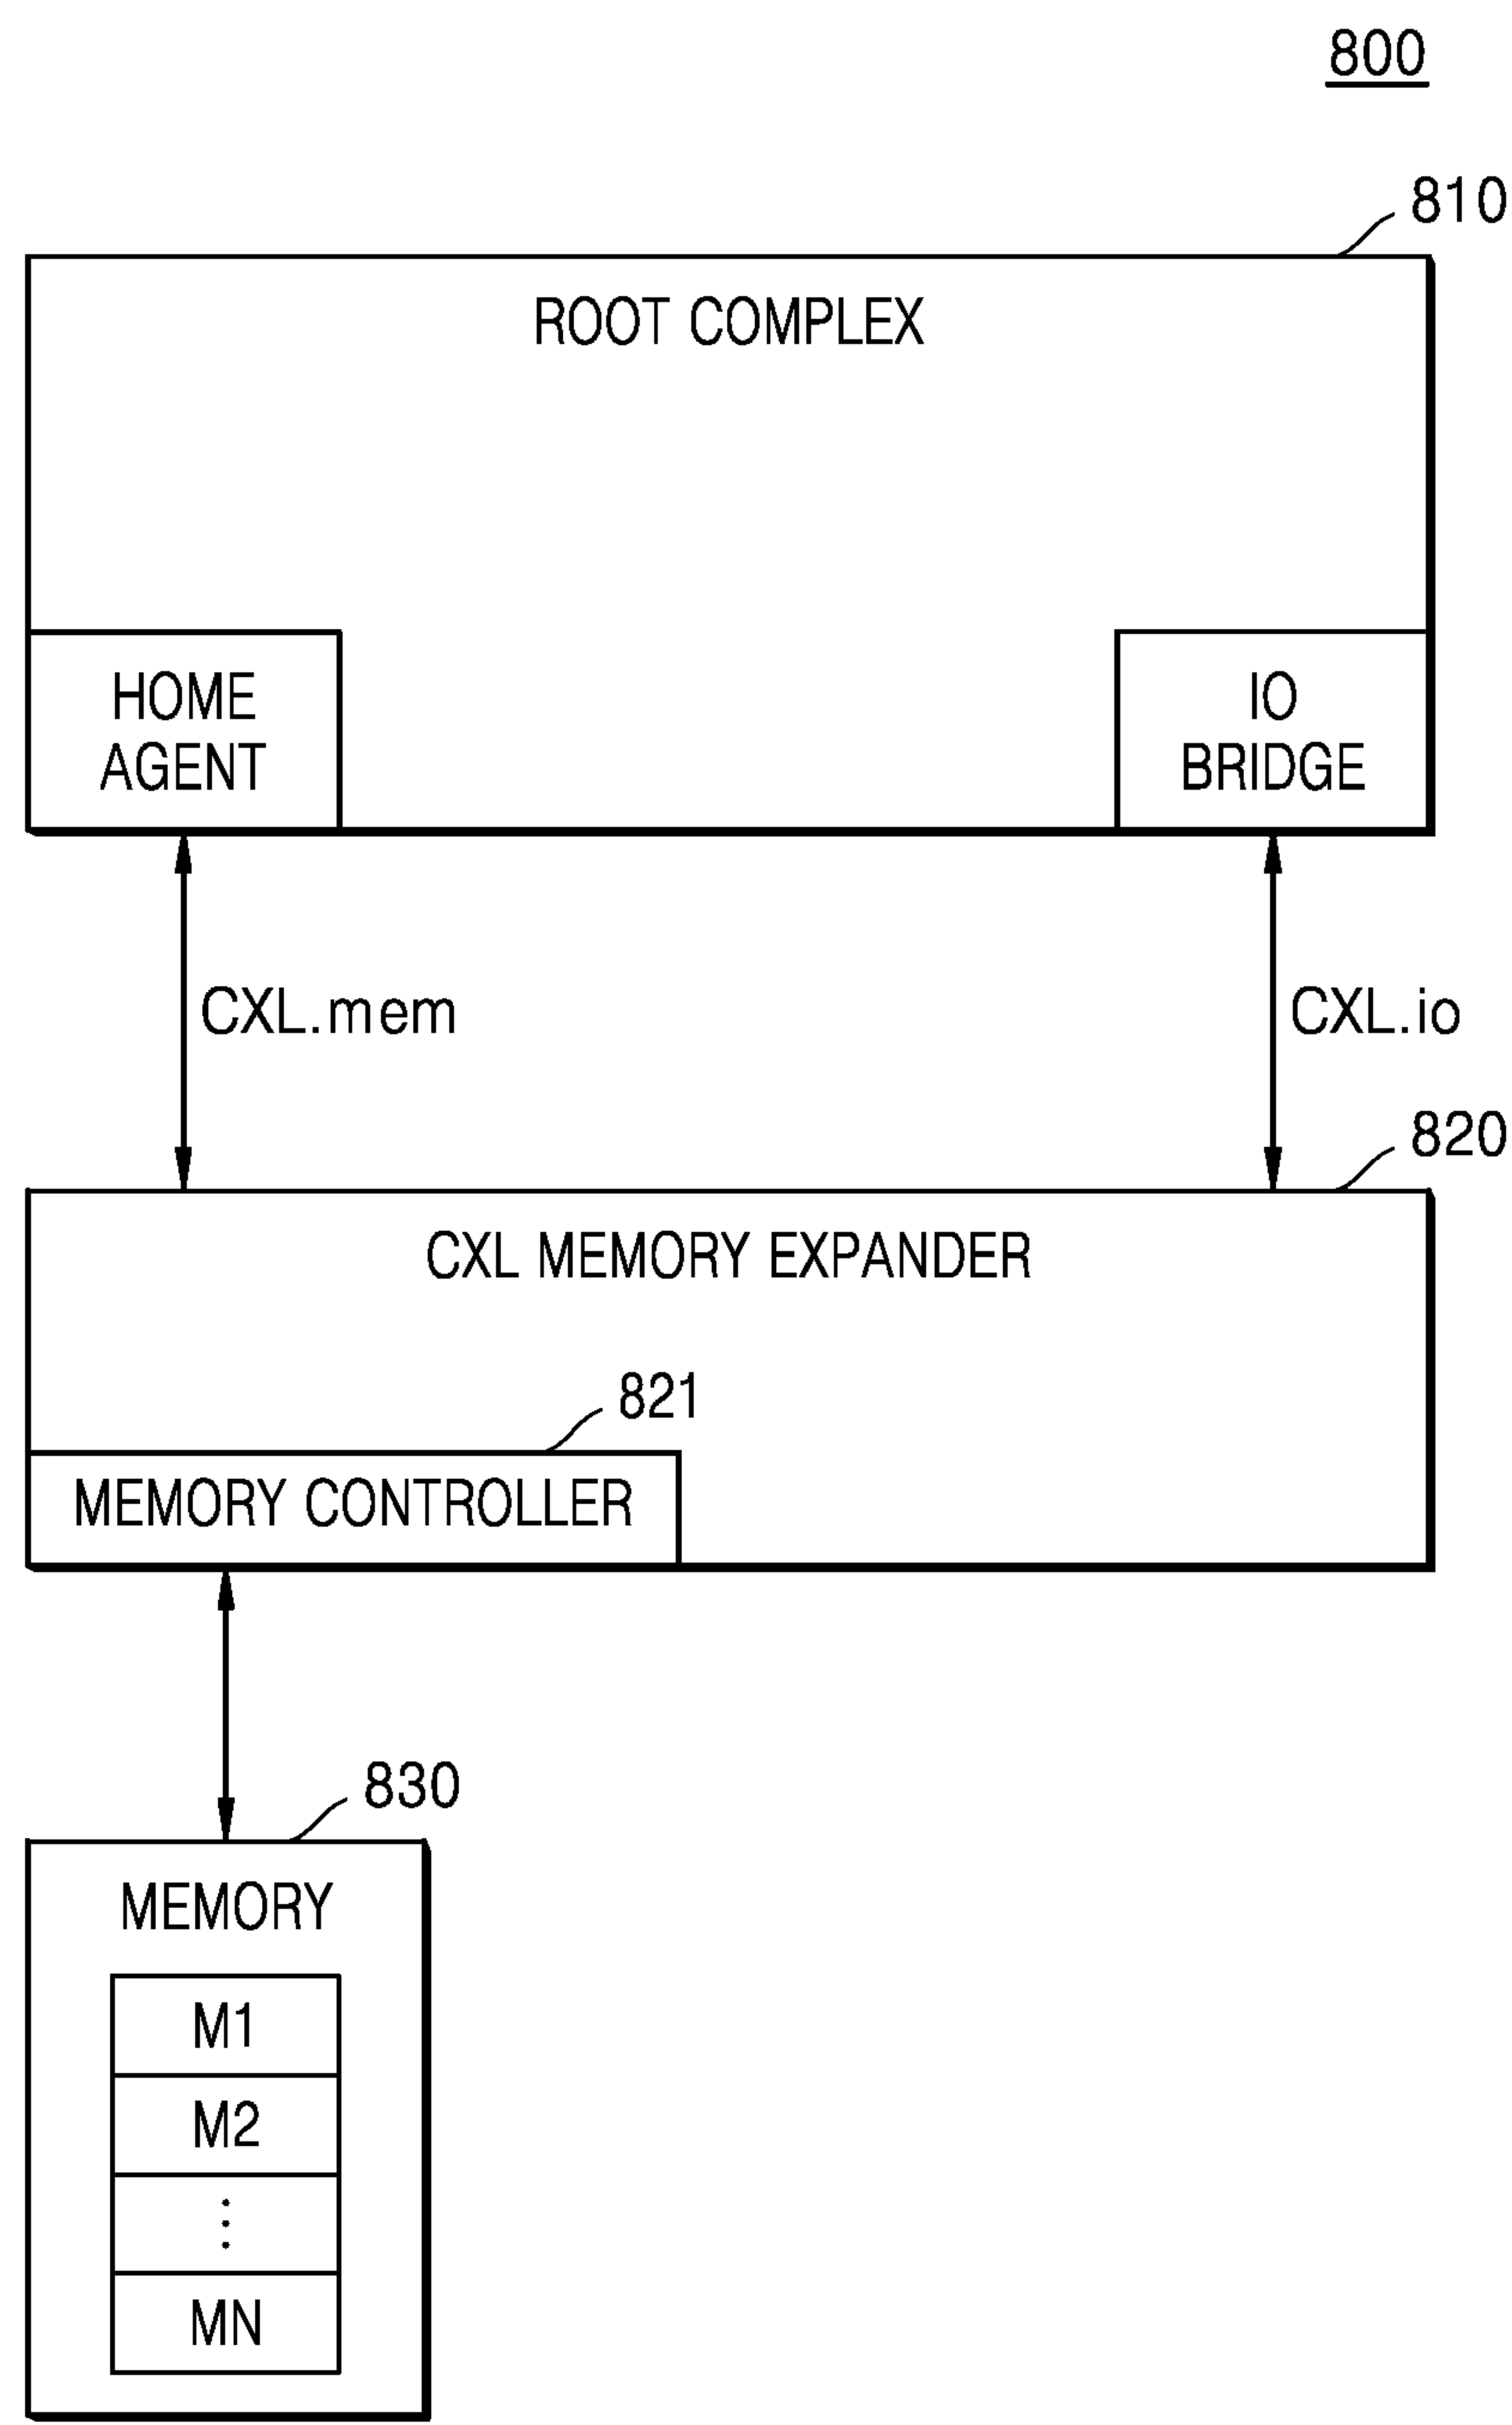 800
810
ROOT COMPLEX
HOME
AGENT
IO
BRIDGE
CXL.mem
CXL.io
820
CXL MEMORY EXPANDER
821
MEMORY CONTROLLER
830
MEMORY
M1
M2
⋮
MN